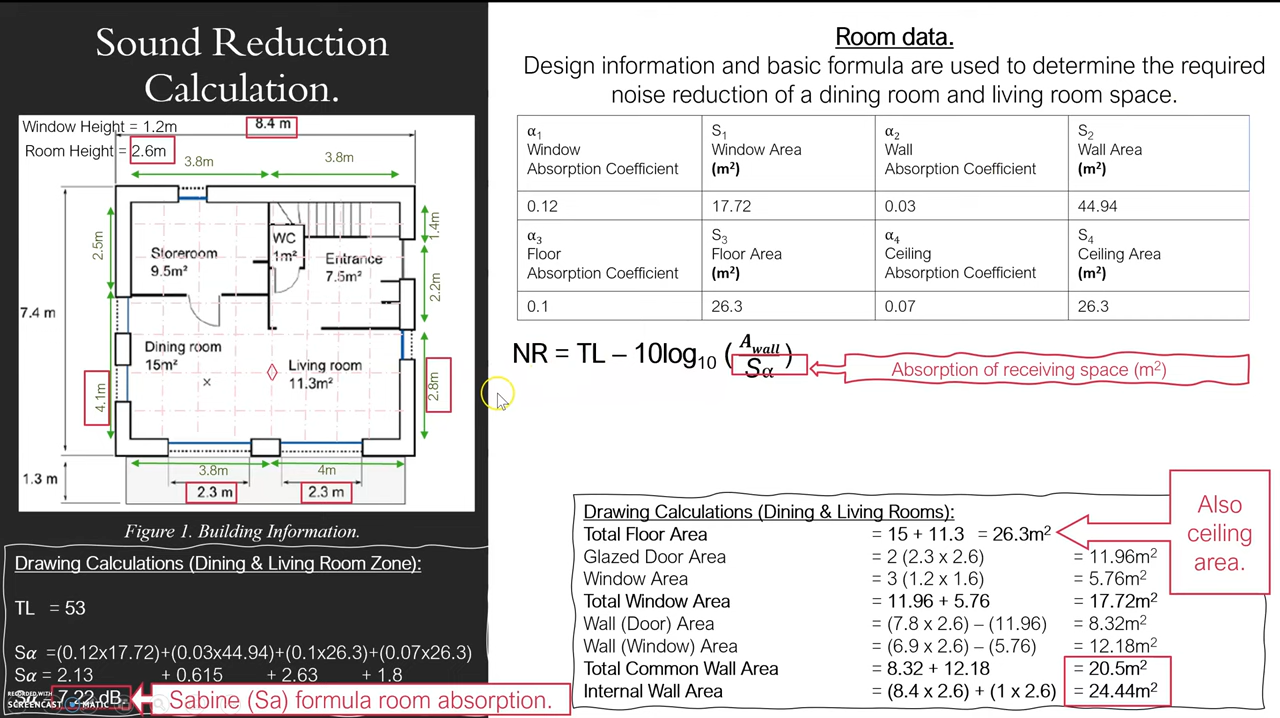 Sound Reduction
Calculation.
Window Height = 1.2m
8.4 m
Room Height = 2.6m
3.8m
3.8m
2.5m
1.4m
WC
1m²
Storeroom
9.5m²
Entrance
7.5m²
2.2m
7.4 m
Dining room
15m²
Living room
11.3m²
4.1m
2.8m
3.8m
4m
1.3 m
2.3 m
2.3 m
Figure 1. Building Information.
Drawing Calculations (Dining & Living Room Zone):
TL = 53
Sα =(0.12x17.72)+(0.03x44.94)+(0.1x26.3)+(0.07x26.3)
Sα = 2.13 + 0.615 + 2.63 + 1.8
Sα = 7.22 dB
Sabine (Sa) formula room absorption.
RECORDED WITH
SCREENCAST MATIC
Room data.
Design information and basic formula are used to determine the required
noise reduction of a dining room and living room space.
α1 S1 α2 S2
Window Window Area Wall Wall Area
Absorption Coefficient (m²) Absorption Coefficient (m²)
0.12 17.72 0.03 44.94
α3 S3 α4 S4
Floor Floor Area Ceiling Ceiling Area
Absorption Coefficient (m²) Absorption Coefficient (m²)
0.1 26.3 0.07 26.3
NR = TL – 10log10 (Awall / Sα)
Absorption of receiving space (m²)
Drawing Calculations (Dining & Living Rooms):
Total Floor Area = 15 + 11.3 = 26.3m²
Glazed Door Area = 2 (2.3 x 2.6) = 11.96m²
Window Area = 3 (1.2 x 1.6) = 5.76m²
Total Window Area = 11.96 + 5.76 = 17.72m²
Wall (Door) Area = (7.8 x 2.6) – (11.96) = 8.32m²
Wall (Window) Area = (6.9 x 2.6) – (5.76) = 12.18m²
Total Common Wall Area = 8.32 + 12.18 = 20.5m²
Internal Wall Area = (8.4 x 2.6) + (1 x 2.6) = 24.44m²
Also
ceiling
area.